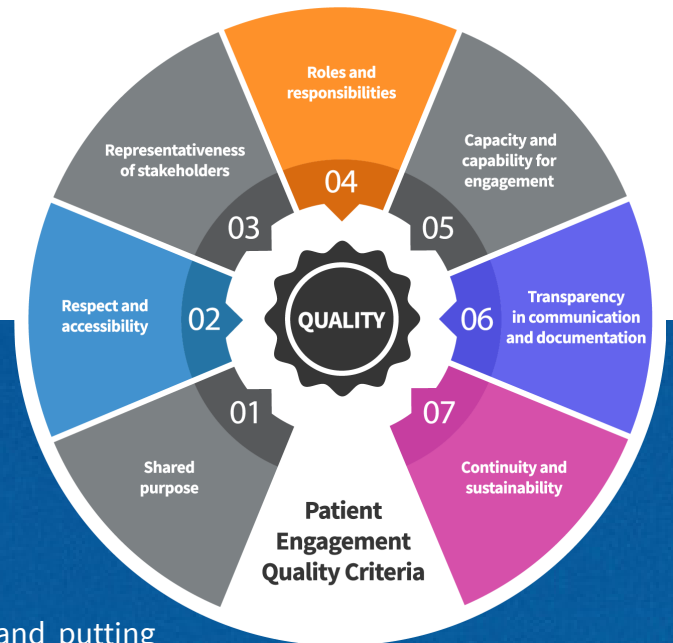 Shared
purpose
01
Respect and
accessibility
02
Representativeness
of stakeholders
03
Roles and
responsibilities
04
Capacity and
capability for
engagement
05
Transparency
in communication
and documentation
06
Continuity and
sustainability
07
QUALITY
Patient
Engagement
Quality Criteria
and putting